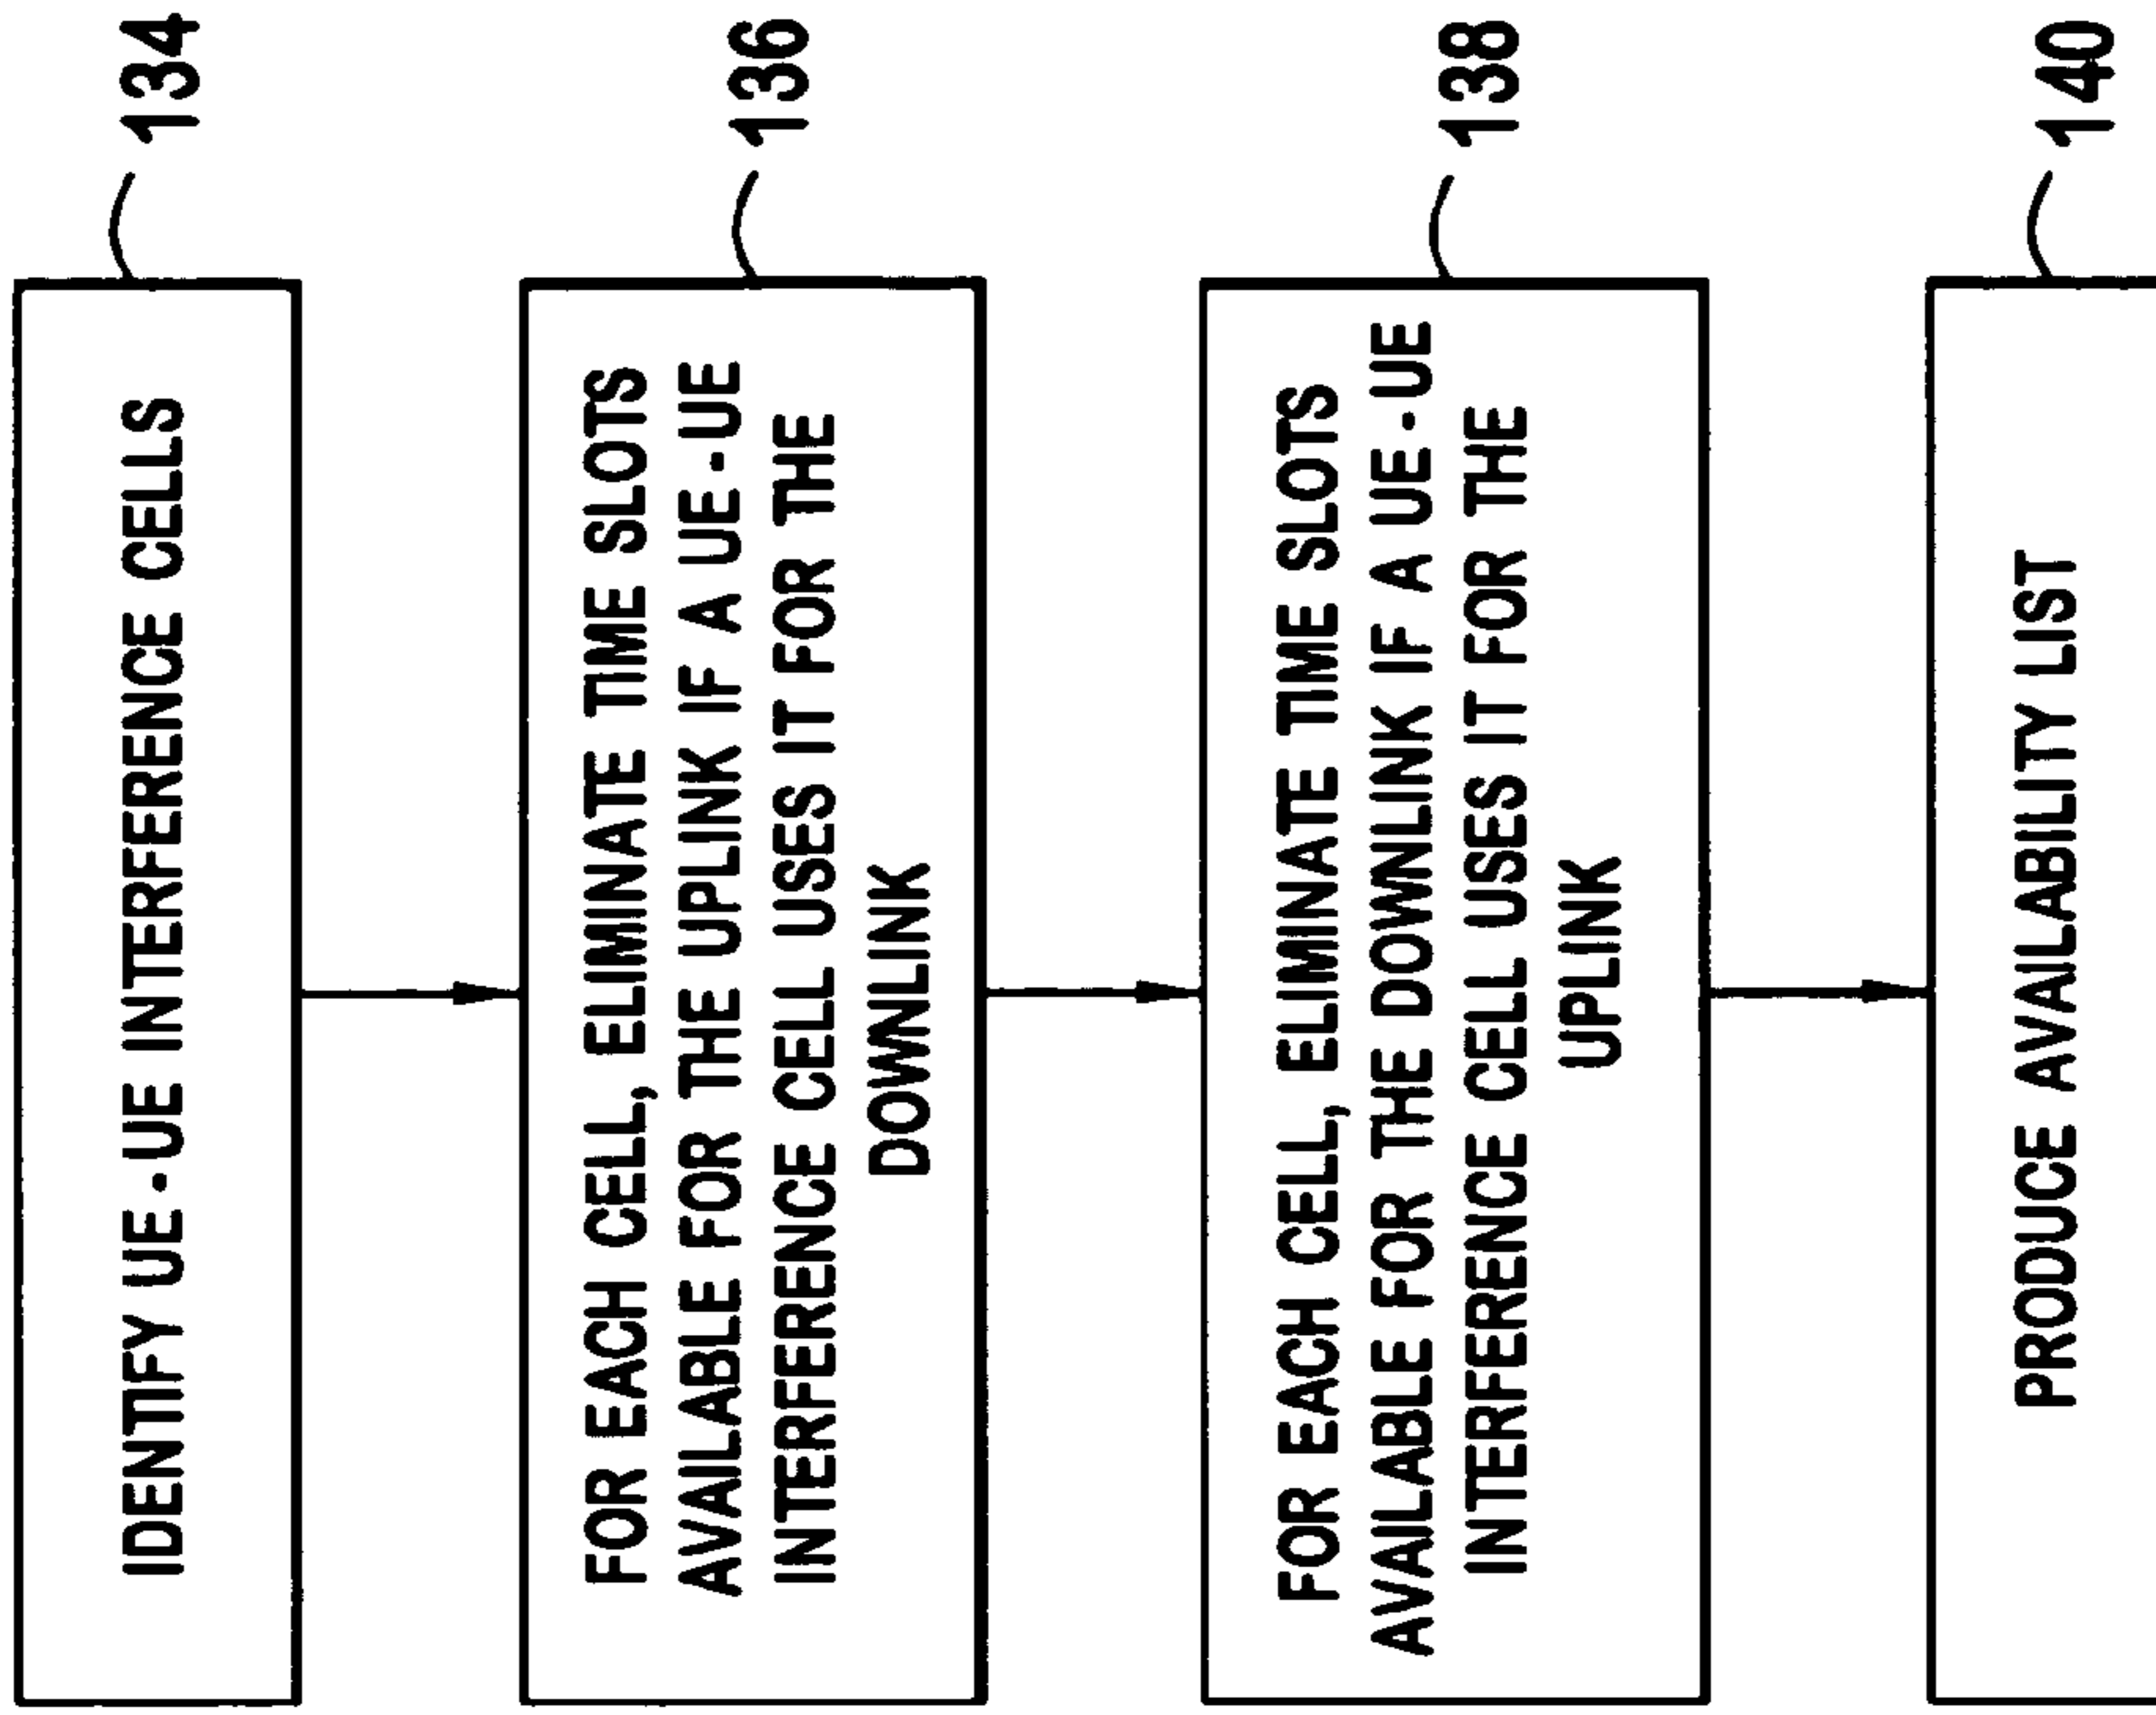 IDENTIFY UE-UE INTERFERENCE CELLS
134
FOR EACH CELL, ELIMINATE TIME SLOTS
AVAILABLE FOR THE UPLINK IF A UE-UE
INTERFERENCE CELL USES IT FOR THE
DOWNLINK
136
FOR EACH CELL, ELIMINATE TIME SLOTS
AVAILABLE FOR THE DOWNLINK IF A UE-UE
INTERFERENCE CELL USES IT FOR THE
UPLINK
138
PRODUCE AVAILABILITY LIST
140